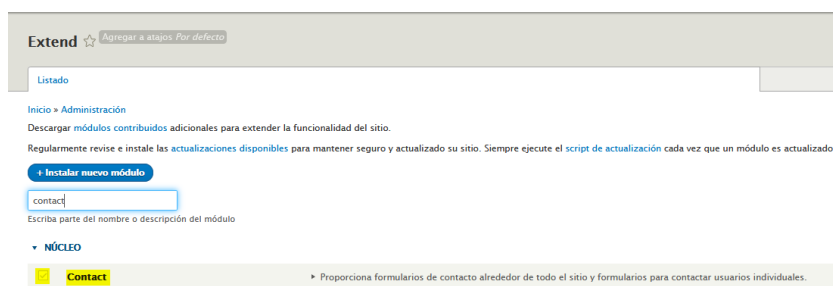 Extend ☆ Agregar a atajos Por defecto
Listado
Inicio » Administración
Descargar módulos contribuidos adicionales para extender la funcionalidad del sitio.
Regularmente revise e instale las actualizaciones disponibles para mantener seguro y actualizado su sitio. Siempre ejecute el script de actualización cada vez que un módulo es actualizado
+ Instalar nuevo módulo
contact
Escriba parte del nombre o descripción del módulo
▾ NÚCLEO
Contact ▸ Proporciona formularios de contacto alrededor de todo el sitio y formularios para contactar usuarios individuales.